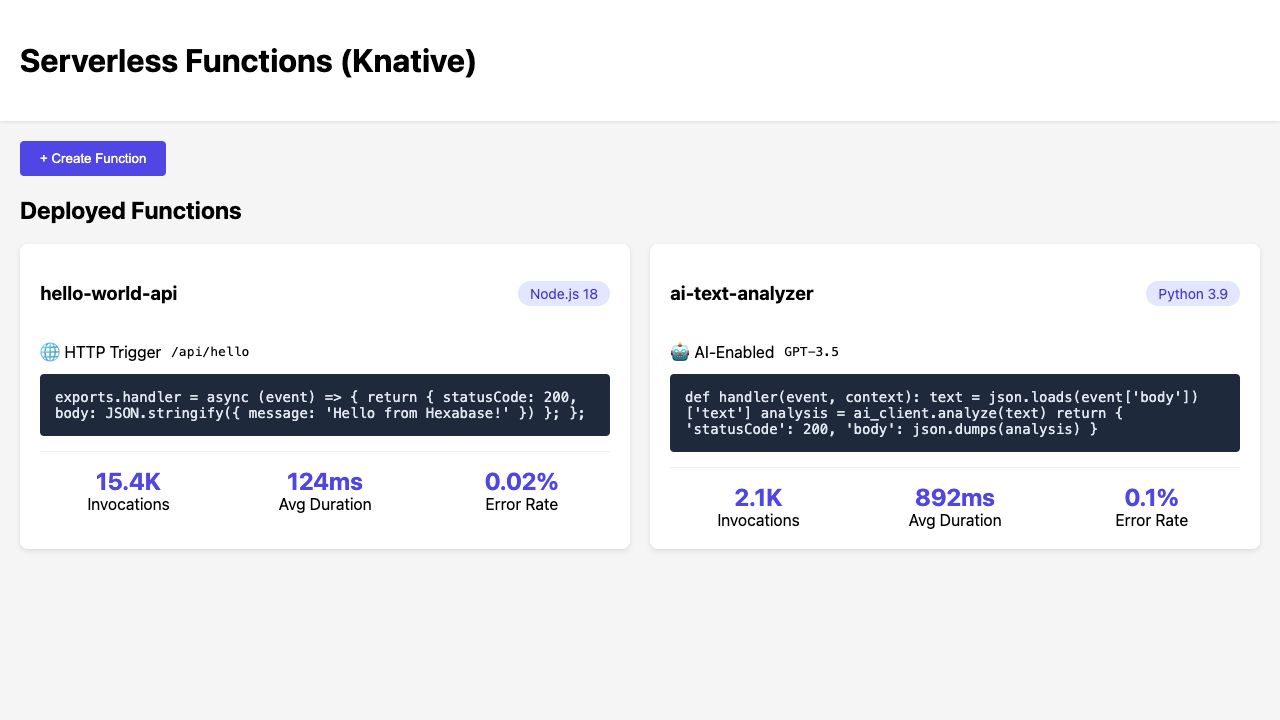 Serverless Functions (Knative)
+ Create Function
Deployed Functions
hello-world-api
Node.js 18
🌐 HTTP Trigger /api/hello
exports.handler = async (event) => { return { statusCode: 200,
body: JSON.stringify({ message: 'Hello from Hexabase!' }) }; };
15.4K
Invocations
124ms
Avg Duration
0.02%
Error Rate
ai-text-analyzer
Python 3.9
🤖 AI-Enabled GPT-3.5
def handler(event, context): text = json.loads(event['body'])
['text'] analysis = ai_client.analyze(text) return {
'statusCode': 200, 'body': json.dumps(analysis) }
2.1K
Invocations
892ms
Avg Duration
0.1%
Error Rate